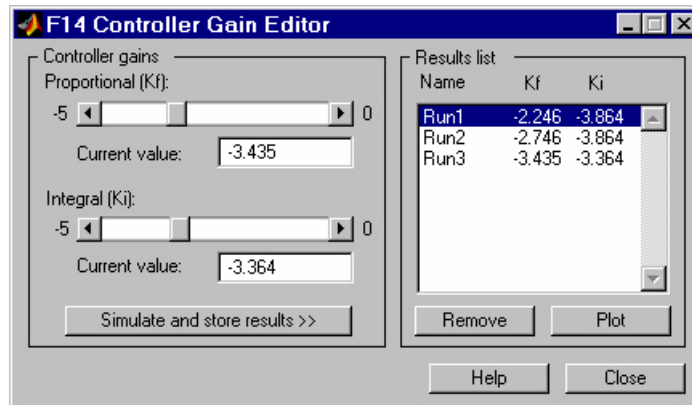 F14 Controller Gain Editor
Controller gains
Proportional (Kf):
-5 0
Current value: -3.435
Integral (Ki):
-5 0
Current value: -3.364
Simulate and store results >>
Results list
Name Kf Ki
Run1 -2.246 -3.864
Run2 -2.746 -3.864
Run3 -3.435 -3.364
Remove Plot
Help Close